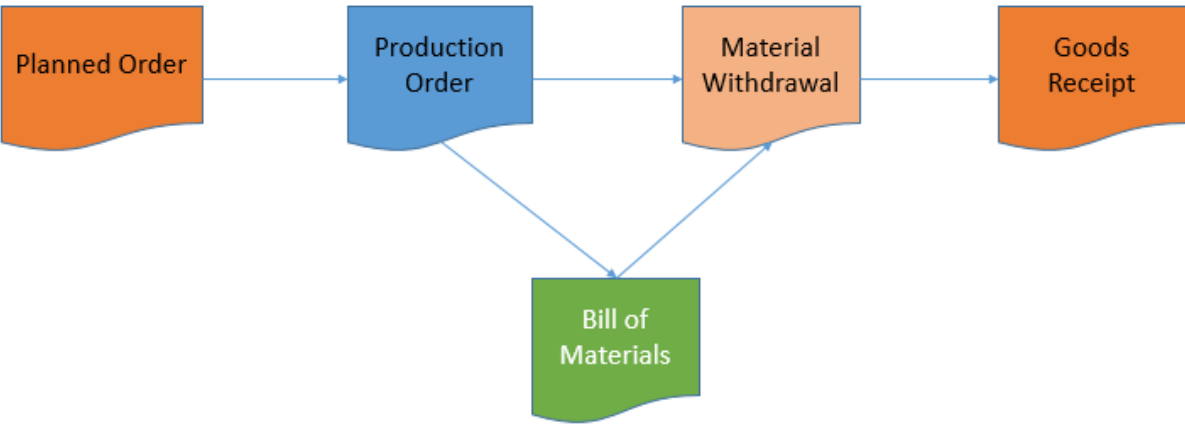 Planned Order
Production
Order
Material
Withdrawal
Goods
Receipt
Bill of
Materials